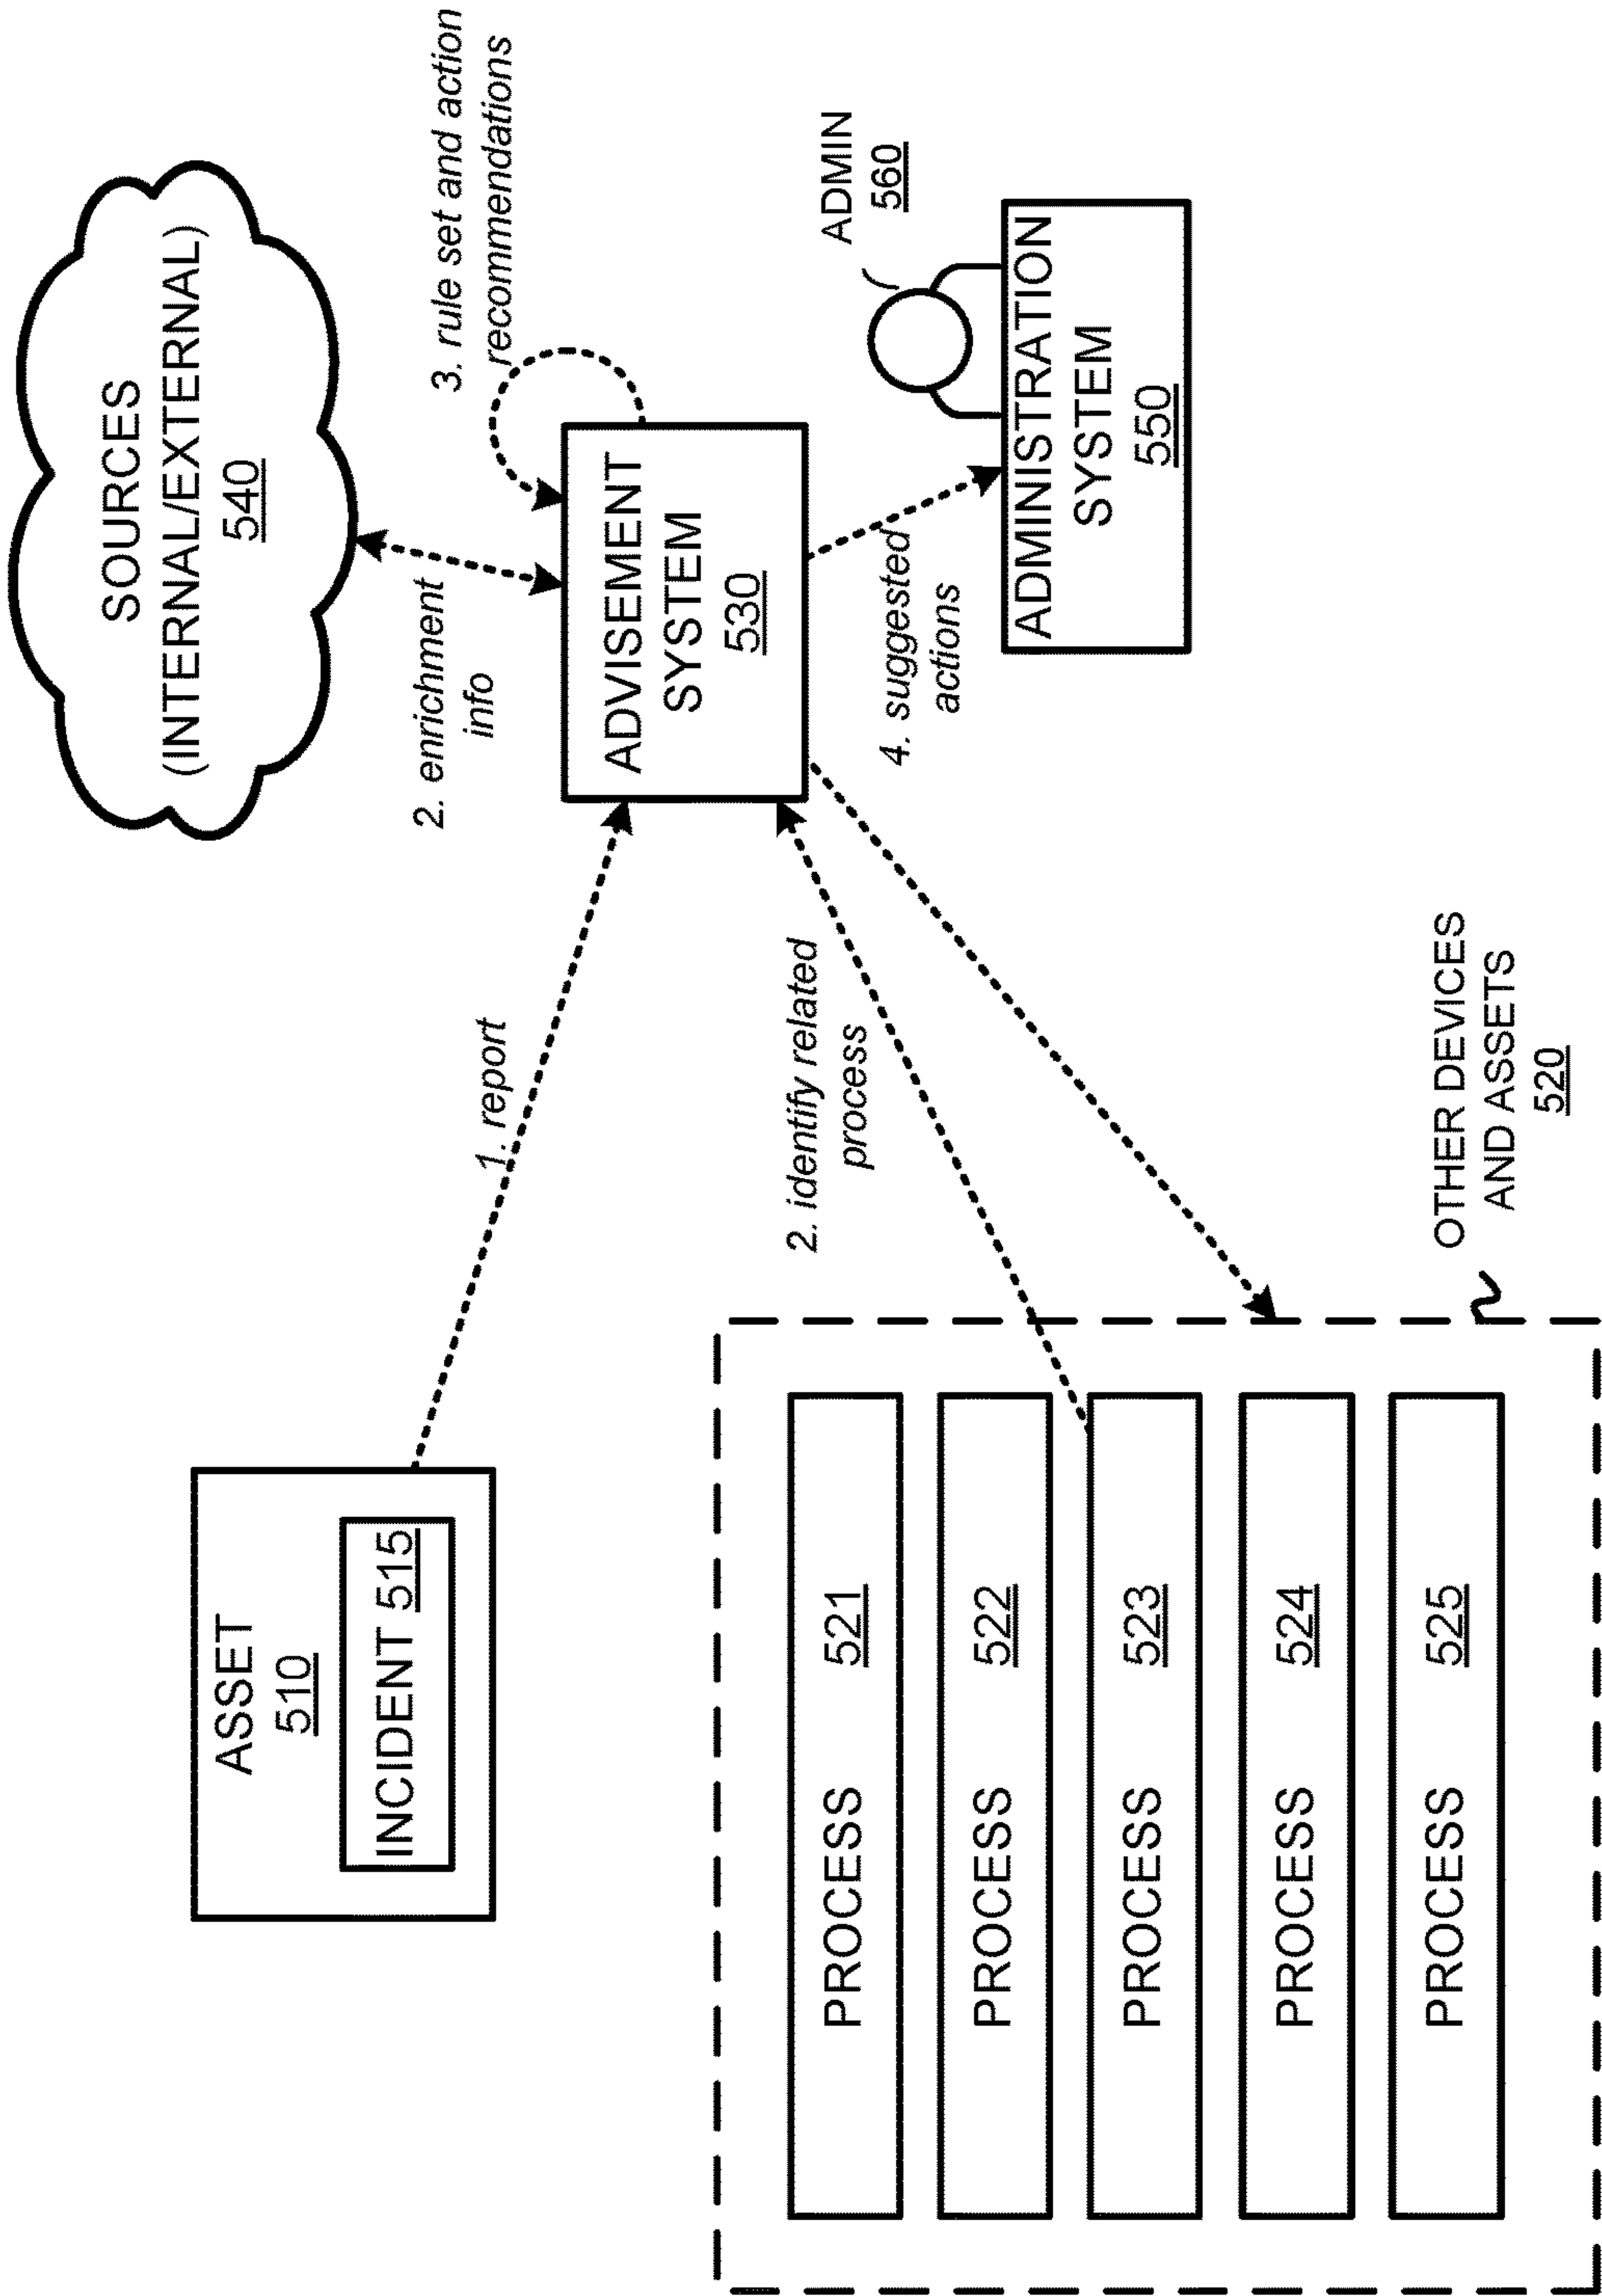 ASSET
510
INCIDENT 515
1. report
SOURCES
(INTERNAL/EXTERNAL)
540
2. enrichment
info
3. rule set and action
recommendations
ADVISEMENT
SYSTEM
530
2. identify related
process
4. suggested
actions
ADMIN
560
ADMINISTRATION
SYSTEM
550
PROCESS 521
PROCESS 522
PROCESS 523
PROCESS 524
PROCESS 525
OTHER DEVICES
AND ASSETS
520